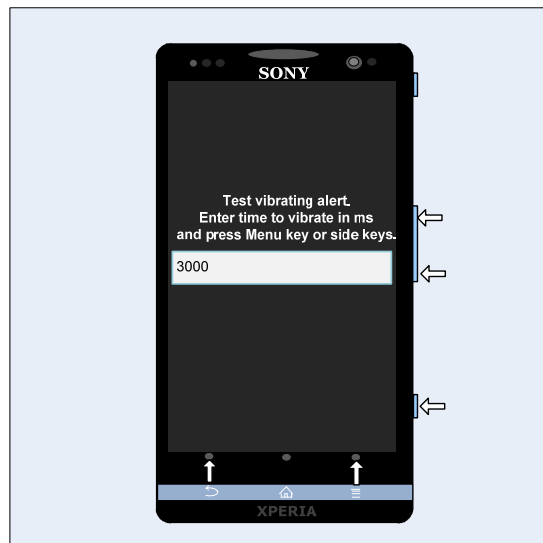 SONY
Test vibrating alert.
Enter time to vibrate in ms
and press Menu key or side keys.
3000
XPERIA